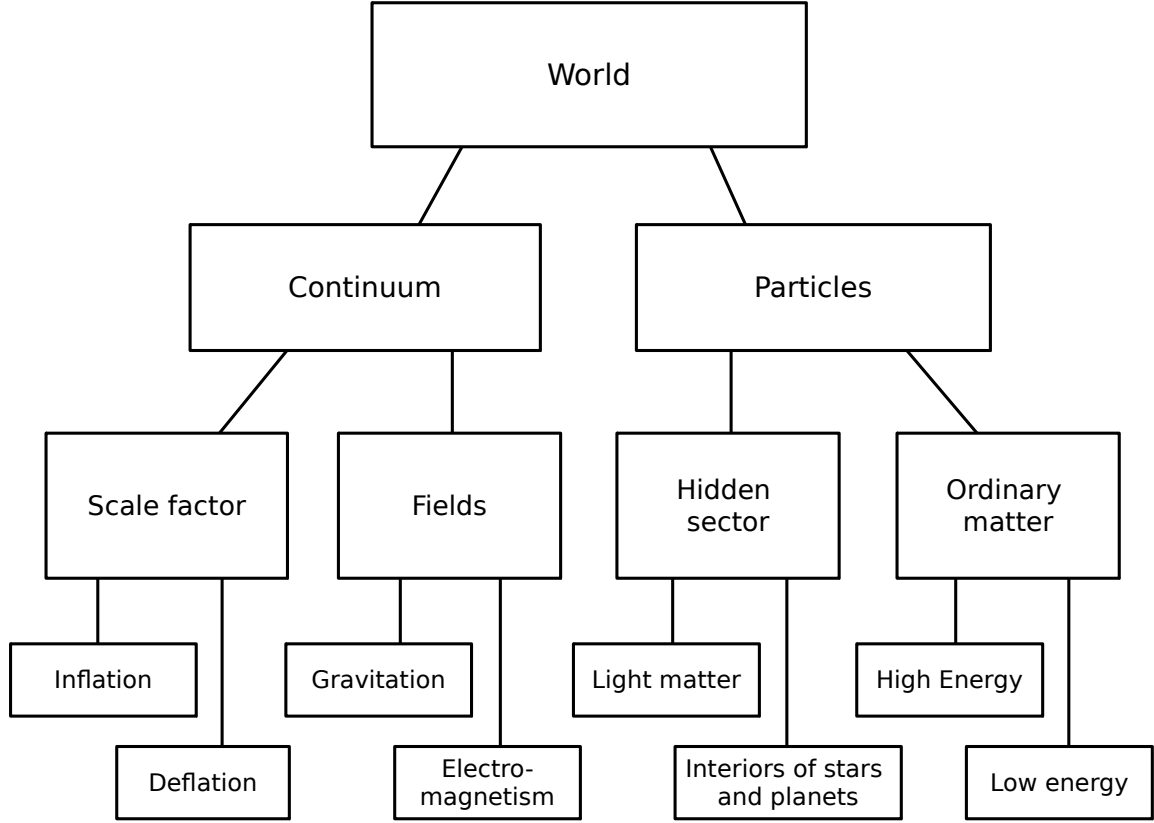 World
Continuum
Particles
Scale factor
Fields
Hidden
sector
Ordinary
matter
Inflation
Gravitation
Light matter
High Energy
Deflation
Electro-
magnetism
Interiors of stars
and planets
Low energy